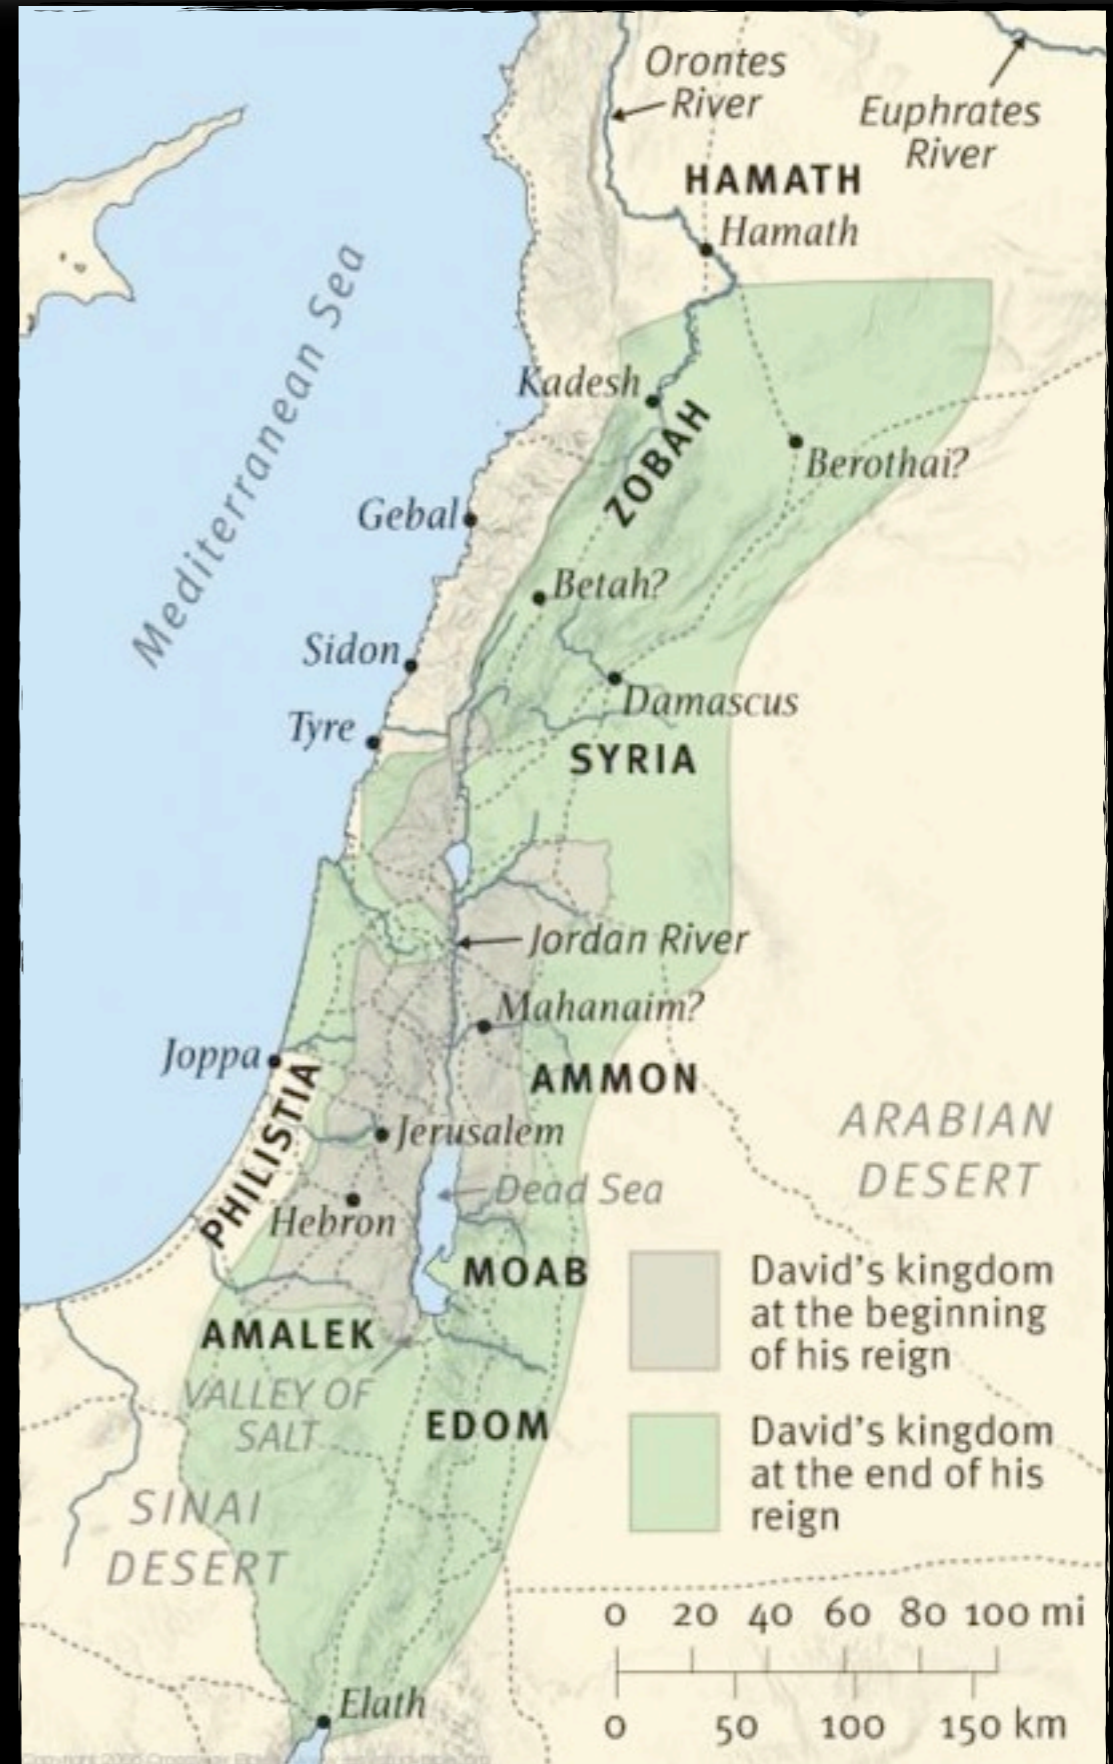 Orontes
River
Euphrates
River
HAMATH
Hamath
Mediterranean Sea
Kadesh
ZOBAH
Berothai?
Gebal
Betah?
Sidon
Damascus
Tyre
SYRIA
Jordan River
Mahanaim?
Joppa
PHILISTIA
AMMON
Jerusalem
ARABIAN
DESERT
Dead Sea
Hebron
MOAB
David's kingdom
at the beginning
of his reign
AMALEK
VALLEY OF
SALT
EDOM
David's kingdom
at the end of his
reign
SINAI
DESERT
0 20 40 60 80 100 mi
0 50 100 150 km
Elath